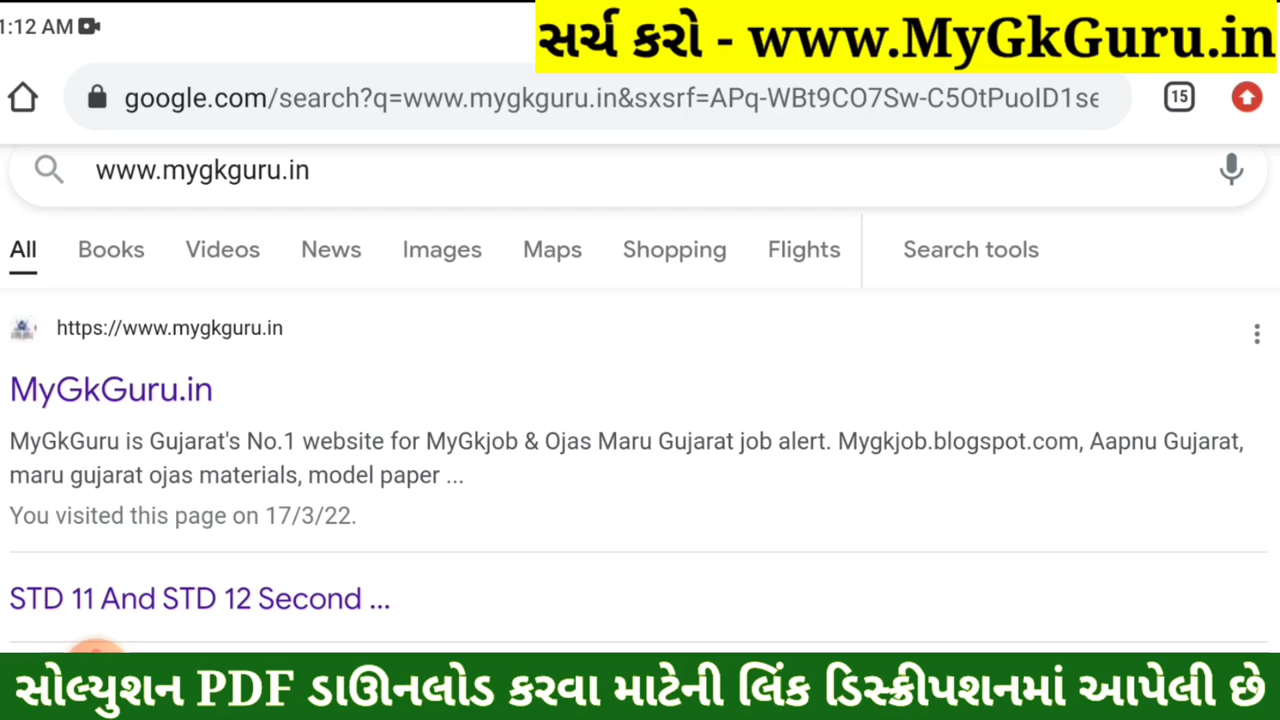 1:12 AM
સર્ચ કરો - www.MyGkGuru.in
google.com/search?q=www.mygkguru.in&sxsrf=APq-WBt9CO7Sw-C5OtPuoID1se
15
www.mygkguru.in
All Books Videos News Images Maps Shopping Flights Search tools
https://www.mygkguru.in
MyGkGuru.in
MyGkGuru is Gujarat's No.1 website for MyGkjob & Ojas Maru Gujarat job alert. Mygkjob.blogspot.com, Aapnu Gujarat,
maru gujarat ojas materials, model paper ...
You visited this page on 17/3/22.
STD 11 And STD 12 Second ...
સોલ્યુશન PDF ડાઊનલોડ કરવા માટેની લિંક ડિસ્ક્રીપશનમાં આપેલી છે